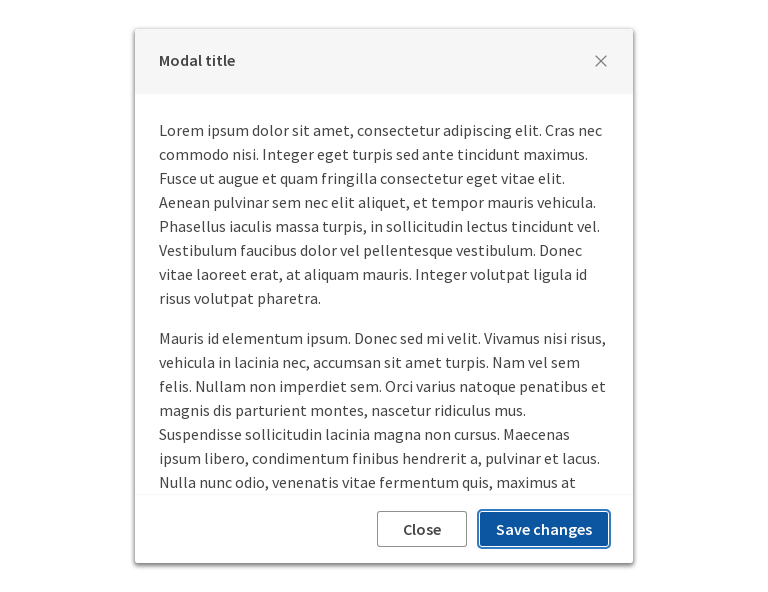 Modal title
Lorem ipsum dolor sit amet, consectetur adipiscing elit. Cras nec
commodo nisi. Integer eget turpis sed ante tincidunt maximus.
Fusce ut augue et quam fringilla consectetur eget vitae elit.
Aenean pulvinar sem nec elit aliquet, et tempor mauris vehicula.
Phasellus iaculis massa turpis, in sollicitudin lectus tincidunt vel.
Vestibulum faucibus dolor vel pellentesque vestibulum. Donec
vitae laoreet erat, at aliquam mauris. Integer volutpat ligula id
risus volutpat pharetra.
Mauris id elementum ipsum. Donec sed mi velit. Vivamus nisi risus,
vehicula in lacinia nec, accumsan sit amet turpis. Nam vel sem
felis. Nullam non imperdiet sem. Orci varius natoque penatibus et
magnis dis parturient montes, nascetur ridiculus mus.
Suspendisse sollicitudin lacinia magna non cursus. Maecenas
ipsum libero, condimentum finibus hendrerit a, pulvinar et lacus.
Nulla nunc odio, venenatis vitae fermentum quis, maximus at
Close Save changes